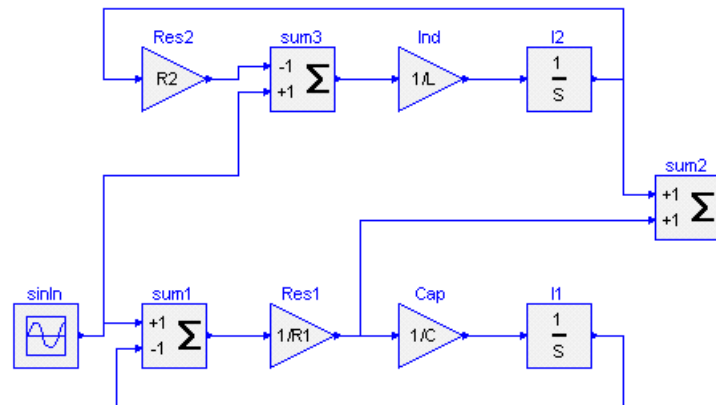 Res2 sum3 Ind I2
R2 -1 +1 Σ 1/L 1 S
sum2
+1 +1 Σ
sinIn sum1 Res1 Cap I1
+1 -1 Σ 1/R1 1/C 1 S